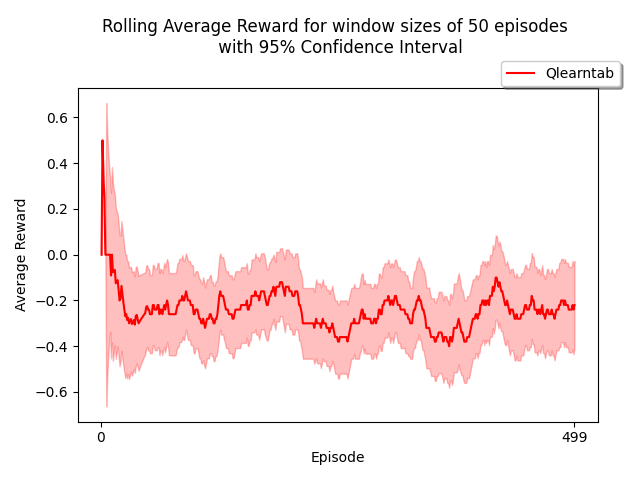 Rolling Average Reward for window sizes of 50 episodes
with 95% Confidence Interval
Qlearntab
0.6
0.4
0.2
0.0
−0.2
−0.4
−0.6
Average Reward
0
499
Episode